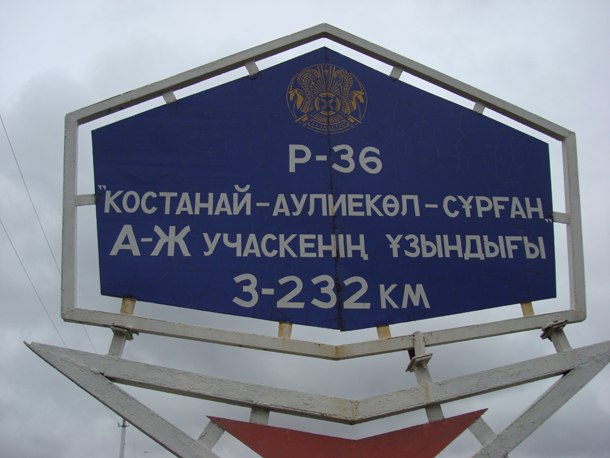 Р-36
"КОСТАНАЙ-АУЛИЕКӨЛ-СҰРҒАН"
А-Ж УЧАСКЕНІҢ ҰЗЫНДЫҒЫ
3-232 КМ